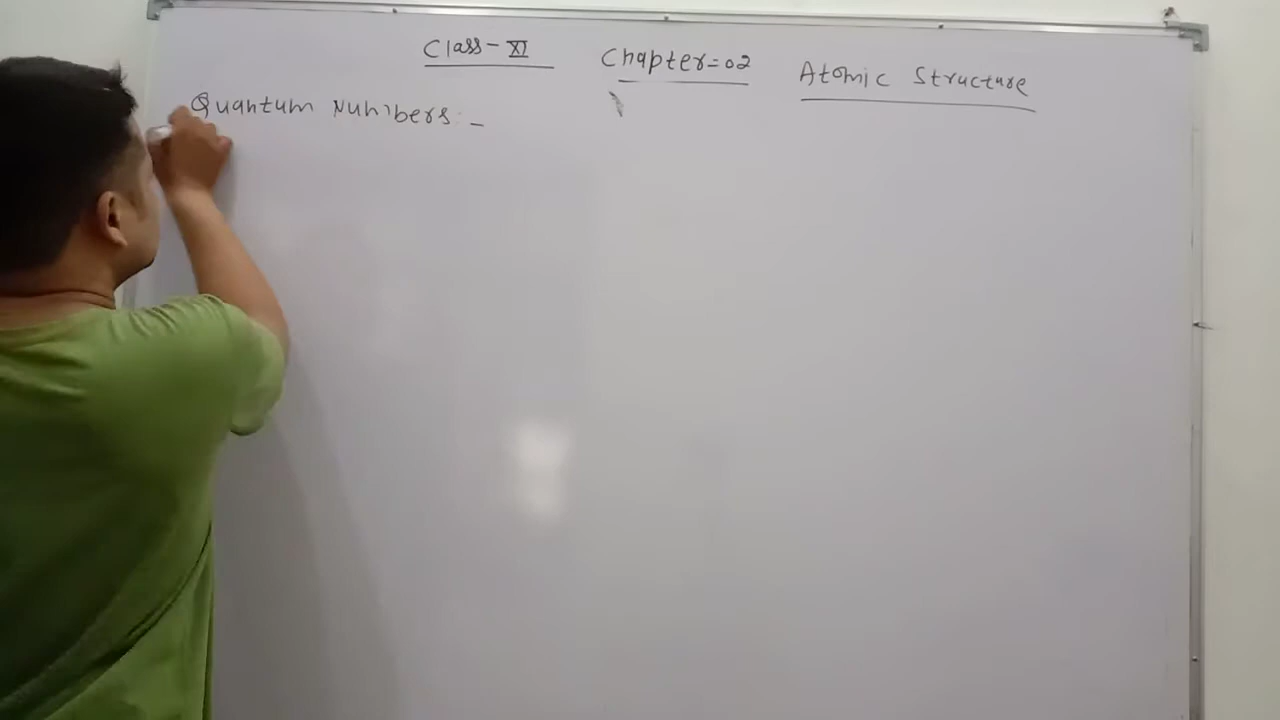 Class - XI Chapter = 02 Atomic Structure
Quantum Numbers : -